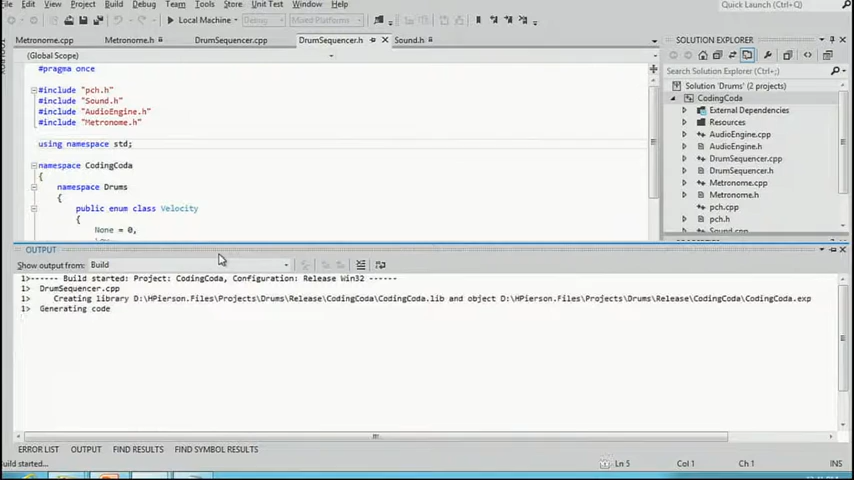 File Edit View Project Build Debug Team Tools Store Unit Test Window Help
Quick Launch
Local Machine Debug Mixed Platforms
Metronome.cpp Metronome.h DrumSequencer.cpp DrumSequencer.h Sound.h
(Global Scope)
#pragma once
#include "pch.h"
#include "Sound.h"
#include "AudioEngine.h"
#include "Metronome.h"
using namespace std;
namespace CodingCoda
{
namespace Drums
{
public enum class Velocity
{
None = 0,
SOLUTION EXPLORER
Search Solution Explorer (Ctrl+;)
Solution 'Drums' (2 projects)
CodingCoda
External Dependencies
Resources
AudioEngine.cpp
AudioEngine.h
DrumSequencer.cpp
DrumSequencer.h
Metronome.cpp
Metronome.h
pch.cpp
pch.h
Sound.cpp
OUTPUT
Show output from: Build
1>------ Build started: Project: CodingCoda, Configuration: Release Win32 ------
1> DrumSequencer.cpp
1> Creating library D:\HPierson.Files\Projects\Drums\Release\CodingCoda\CodingCoda.lib and object D:\HPierson.Files\Projects\Drums\Release\CodingCoda\CodingCoda.exp
1> Generating code
ERROR LIST OUTPUT FIND RESULTS FIND SYMBOL RESULTS
Build started... Ln 5 Col 1 Ch 1 INS